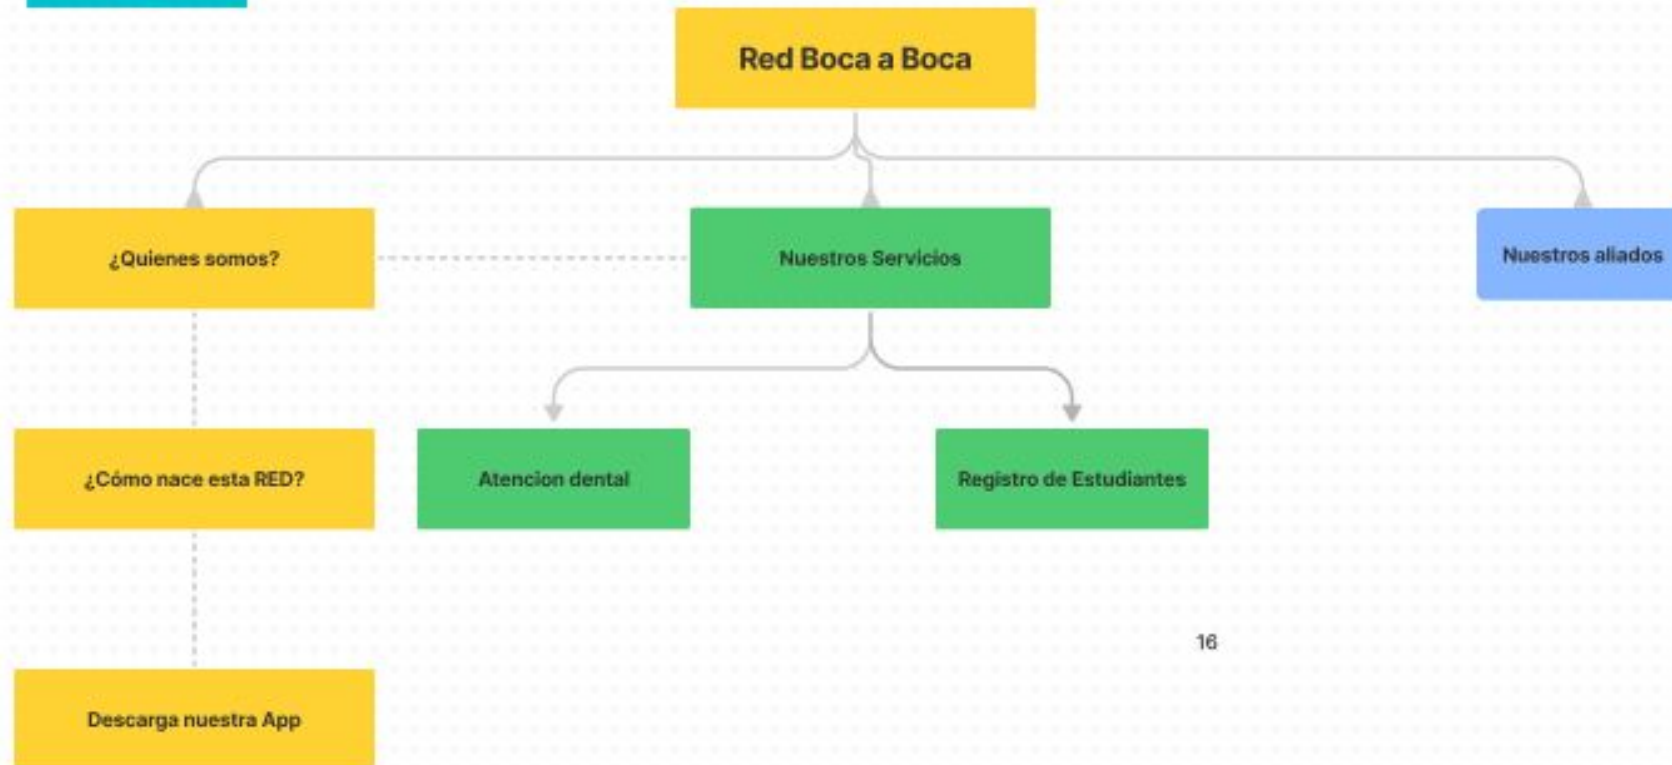 Red Boca a Boca
¿Quienes somos?
Nuestros Servicios
Nuestros aliados
¿Cómo nace esta RED?
Atencion dental
Registro de Estudiantes
16
Descarga nuestra App